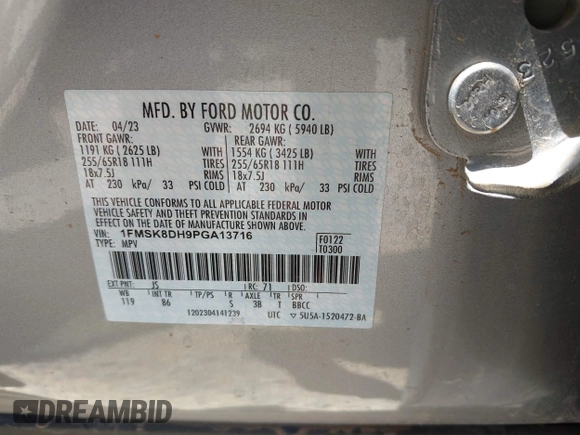 MFD. BY FORD MOTOR CO.
DATE: 04/23 GVWR: 2694 KG ( 5940 LB)
FRONT GAWR: REAR GAWR:
1191 KG ( 2625 LB) WITH 1554 KG ( 3425 LB) WITH
255/65R18 111H TIRES 255/65R18 111H TIRES
18x7.5J RIMS 18x7.5J RIMS
AT 230 kPa/ 33 PSI COLD AT 230 kPa/ 33 PSI COLD
THIS VEHICLE CONFORMS TO ALL APPLICABLE FEDERAL MOTOR
VEHICLE SAFETY AND THEFT PREVENTION STANDARDS IN
EFFECT ON THE DATE OF MANUFACTURE SHOWN ABOVE.
VIN: 1FMSK8DH9PGA13716
TYPE: MPV
F0122
T0300
EXT PNT: JS RC: 71 DSO:
WB INT TR TP/PS R AXLE TR SPR
119 B6 S 3B T BBCC
1202304141239 UTC ▽ 5U5A-1520472-BA
523
DREAMBID